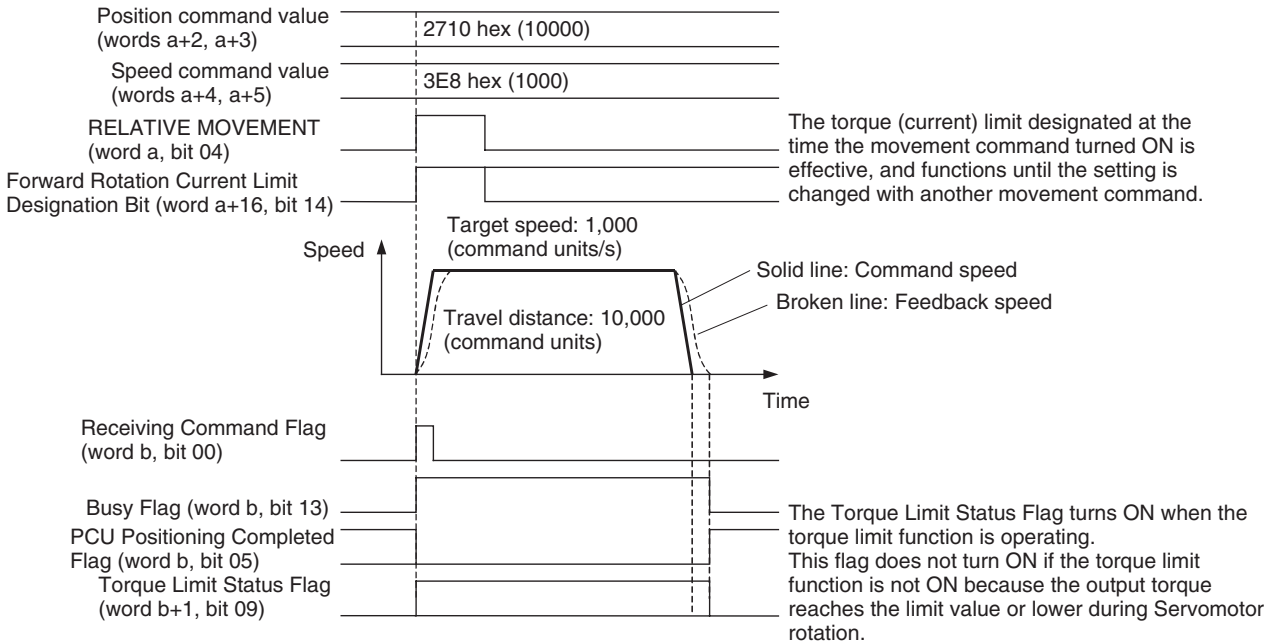 Position command value
(words a+2, a+3)
2710 hex (10000)
Speed command value
(words a+4, a+5)
3E8 hex (1000)
RELATIVE MOVEMENT
(word a, bit 04)
The torque (current) limit designated at the
time the movement command turned ON is
effective, and functions until the setting is
changed with another movement command.
Forward Rotation Current Limit
Designation Bit (word a+16, bit 14)
Target speed: 1,000
(command units/s)
Speed
Solid line: Command speed
Broken line: Feedback speed
Travel distance: 10,000
(command units)
Time
Receiving Command Flag
(word b, bit 00)
Busy Flag (word b, bit 13)
PCU Positioning Completed
Flag (word b, bit 05)
Torque Limit Status Flag
(word b+1, bit 09)
The Torque Limit Status Flag turns ON when the
torque limit function is operating.
This flag does not turn ON if the torque limit
function is not ON because the output torque
reaches the limit value or lower during Servomotor
rotation.